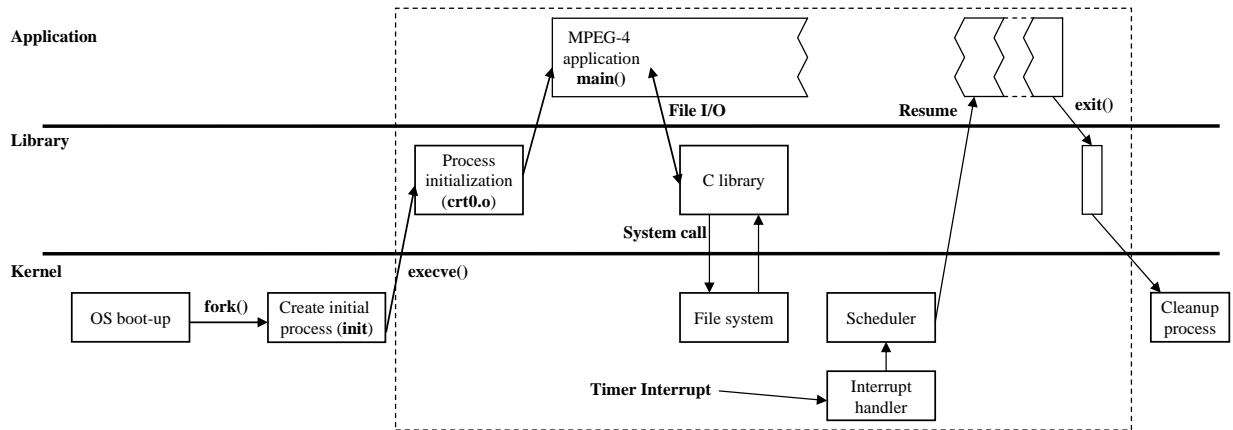 Application
MPEG-4
application
main()
File I/O
Resume
exit()
Library
Process
initialization
(crt0.o)
C library
System call
Kernel
execve()
OS boot-up
fork()
Create initial
process (init)
File system
Scheduler
Cleanup
process
Timer Interrupt
Interrupt
handler